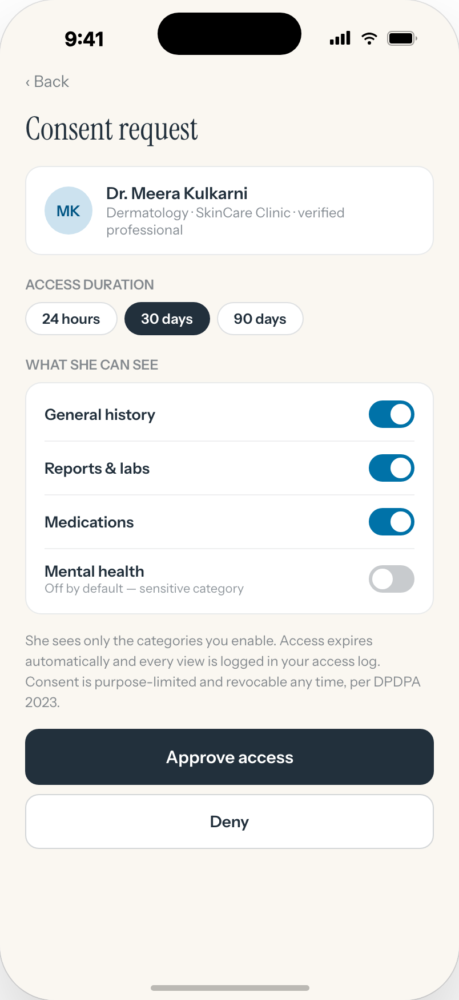 9:41
‹ Back
Consent request
MK
Dr. Meera Kulkarni
Dermatology · SkinCare Clinic · verified
professional
ACCESS DURATION
24 hours
30 days
90 days
WHAT SHE CAN SEE
General history
Reports & labs
Medications
Mental health
Off by default — sensitive category
She sees only the categories you enable. Access expires
automatically and every view is logged in your access log.
Consent is purpose-limited and revocable any time, per DPDPA
2023.
Approve access
Deny